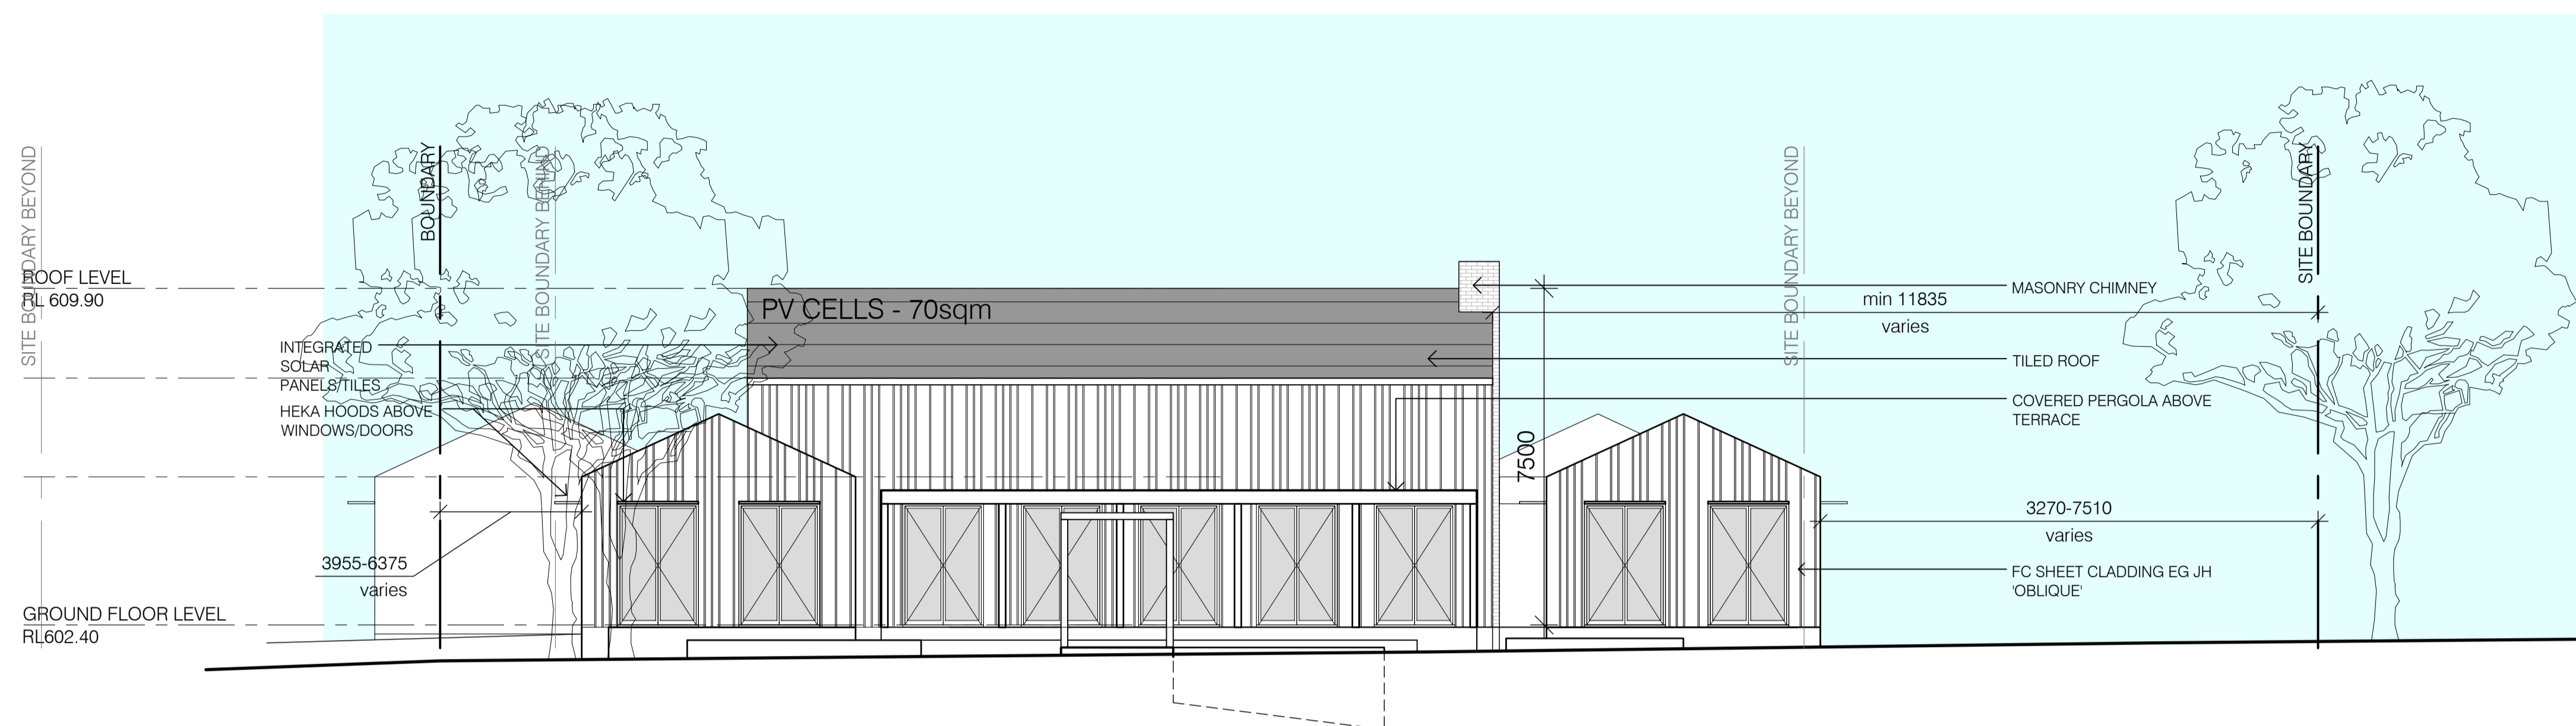 SITE BOUNDARY BEYOND
BOUNDARY
SITE BOUNDARY BEHIND
SITE BOUNDARY BEYOND
SITE BOUNDARY
ROOF LEVEL
RL 609.90
PV CELLS - 70sqm
MASONRY CHIMNEY
min 11835
varies
INTEGRATED
SOLAR
PANELS/TILES
TILED ROOF
HEKA HOODS ABOVE
WINDOWS/DOORS
COVERED PERGOLA ABOVE
TERRACE
7500
3270-7510
varies
3955-6375
varies
FC SHEET CLADDING EG JH
'OBLIQUE'
GROUND FLOOR LEVEL
RL602.40